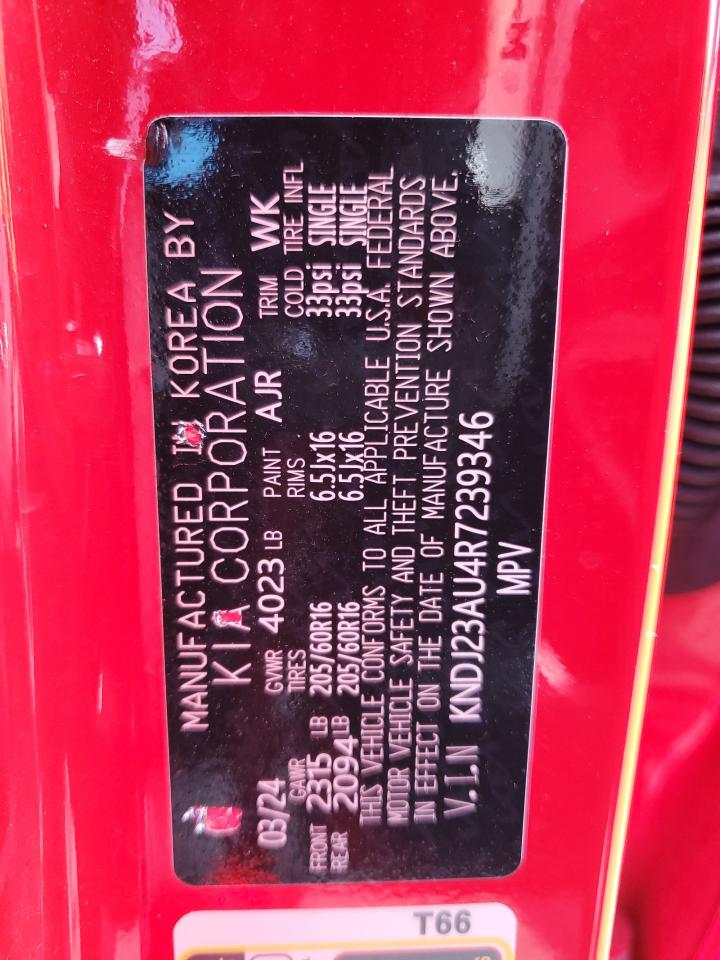 MANUFACTURED IN KOREA BY
KIA CORPORATION
03/24 GVWR 4023 LB PAINT AJR TRIM WK
GAWR TIRES RIMS COLD TIRE INFL
FRONT 2315 LB 205/60R16 6.5Jx16 33psi SINGLE
REAR 2094 LB 205/60R16 6.5Jx16 33psi SINGLE
THIS VEHICLE CONFORMS TO ALL APPLICABLE U.S.A. FEDERAL
MOTOR VEHICLE SAFETY AND THEFT PREVENTION STANDARDS
IN EFFECT ON THE DATE OF MANUFACTURE SHOWN ABOVE.
V.I.N KNDJ23AU4R7239346
MPV
T66